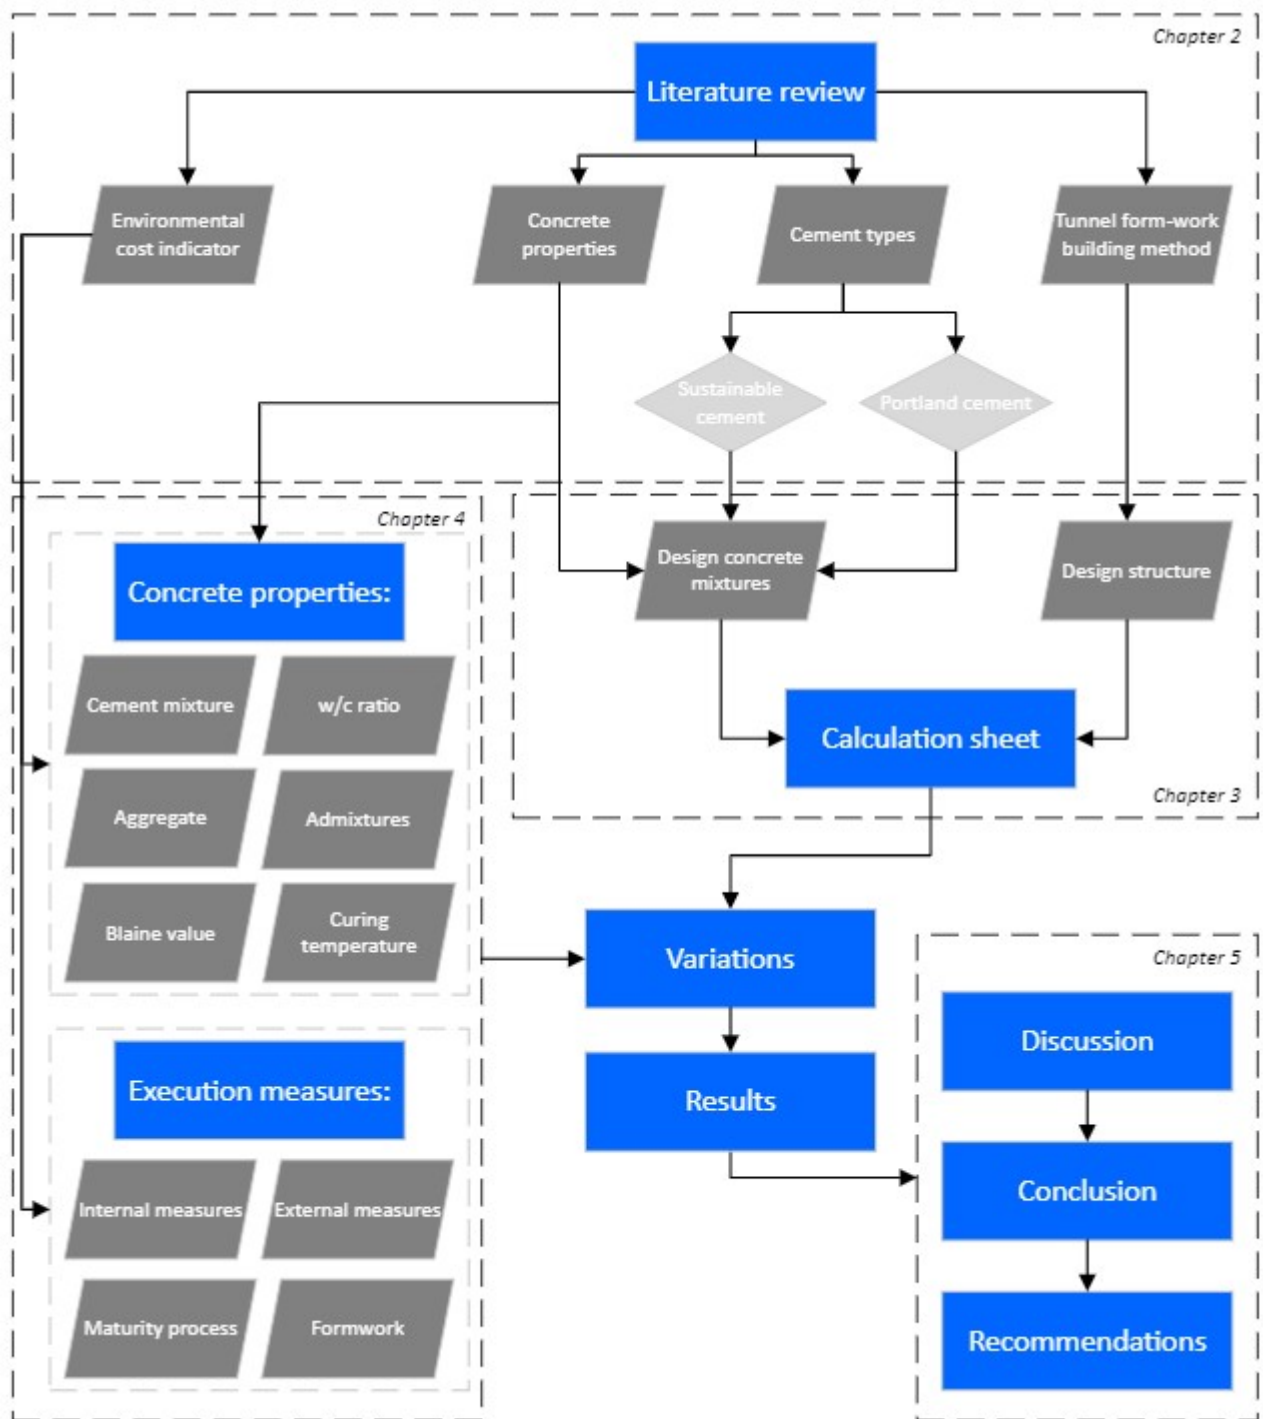 Chapter 2
Literature review
Environmental
cost indicator
Concrete
properties
Cement types
Tunnel form-work
building method
Sustainable
cement
Portland cement
Chapter 4
Concrete properties:
Cement mixture
w/c ratio
Aggregate
Admixtures
Blaine value
Curing
temperature
Execution measures:
Internal measures
External measures
Maturity process
Formwork
Design concrete
mixtures
Design structure
Calculation sheet
Chapter 3
Variations
Results
Chapter 5
Discussion
Conclusion
Recommendations